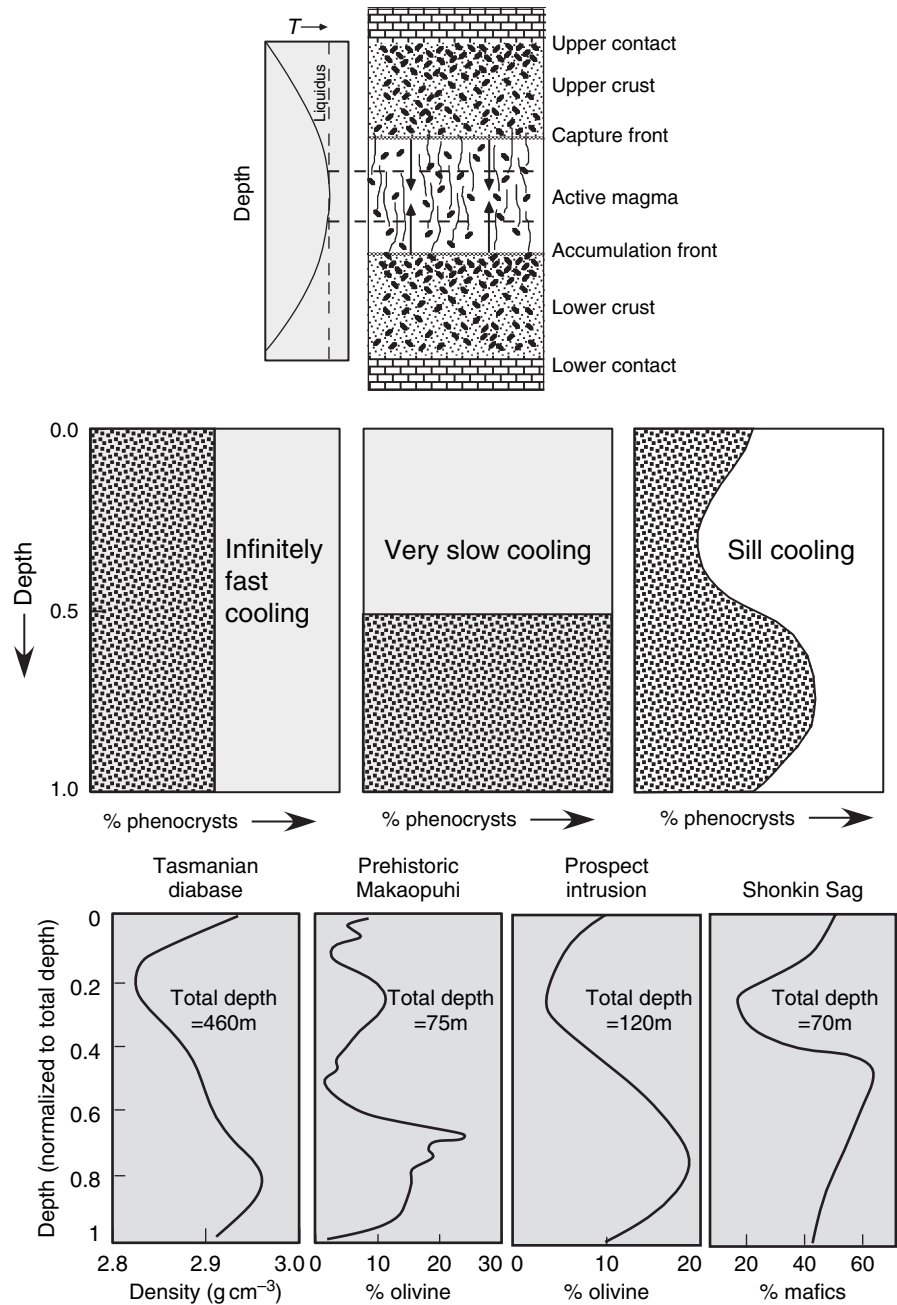 T
Liquidus
Depth
Upper contact
Upper crust
Capture front
Active magma
Accumulation front
Lower crust
Lower contact
0.0
0.5
1.0
Depth
Infinitely
fast
cooling
Very slow cooling
Sill cooling
% phenocrysts
% phenocrysts
% phenocrysts
Tasmanian
diabase
Prehistoric
Makaopuhi
Prospect
intrusion
Shonkin Sag
Depth (normalized to total depth)
0
0.2
0.4
0.6
0.8
1
Total depth
=460m
Total depth
=75m
Total depth
=120m
Total depth
=70m
2.8 2.9 3.0
0 10 20 30
0 10 20
20 40 60
Density (g cm−3)
% olivine
% olivine
% mafics